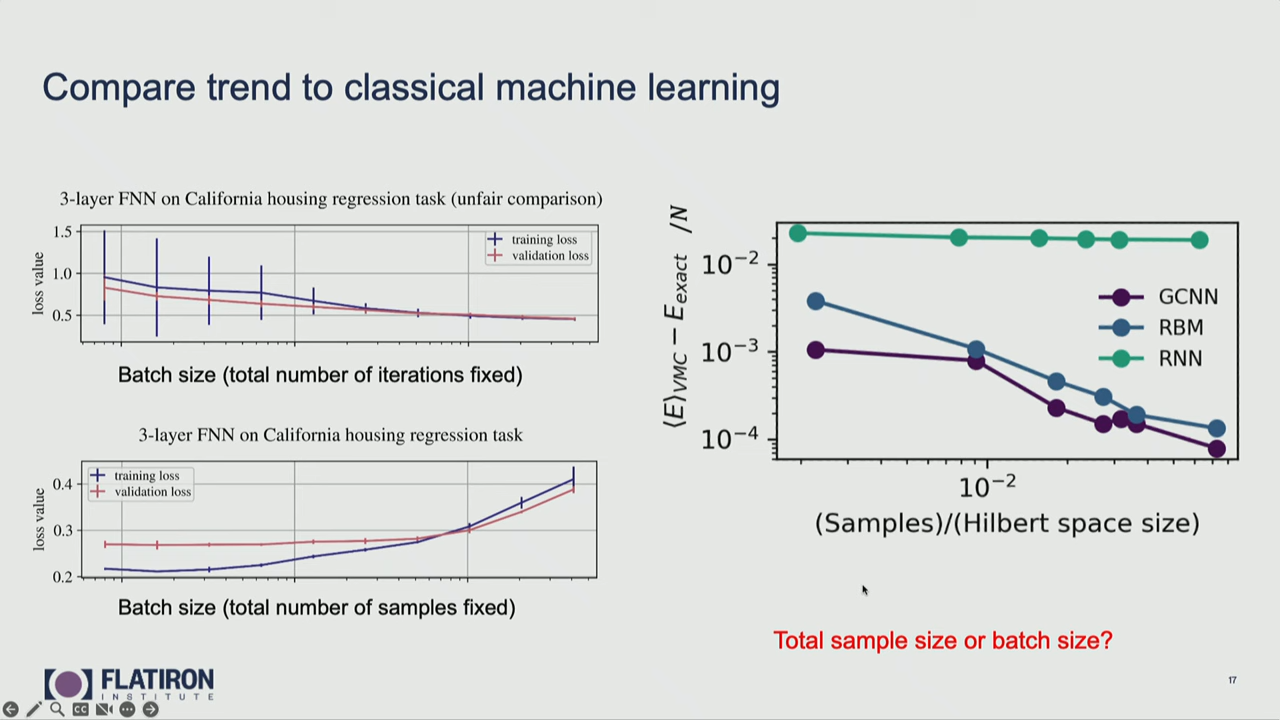 Compare trend to classical machine learning
3-layer FNN on California housing regression task (unfair comparison)
1.5
1.0
0.5
loss value
training loss
validation loss
Batch size (total number of iterations fixed)
3-layer FNN on California housing regression task
0.4
0.3
0.2
loss value
training loss
validation loss
Batch size (total number of samples fixed)
⟨E⟩VMC − Eexact /N
10⁻²
10⁻³
10⁻⁴
GCNN
RBM
RNN
10⁻²
(Samples)/(Hilbert space size)
Total sample size or batch size?
FLATIRON
INSTITUTE
17
CC